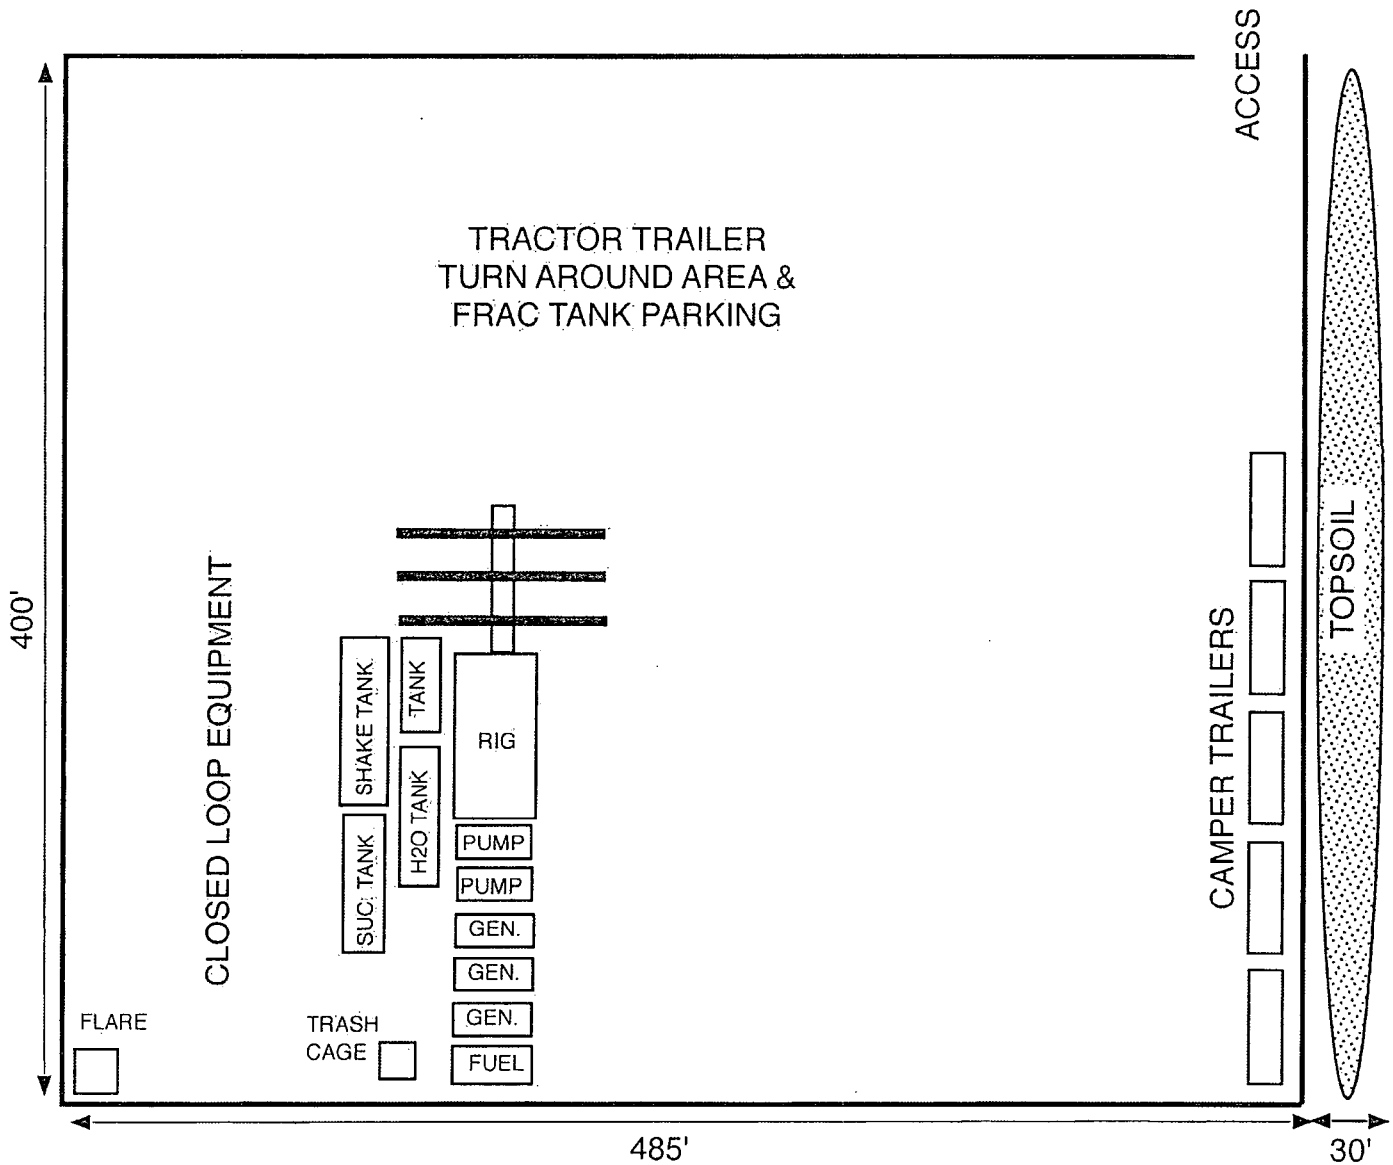 ACCESS
TRACTOR TRAILER
TURN AROUND AREA &
FRAC TANK PARKING
400'
CLOSED LOOP EQUIPMENT
SHAKE TANK
TANK
RIG
H2O TANK
SUC. TANK
PUMP
PUMP
GEN.
GEN.
GEN.
FUEL
FLARE
TRASH
CAGE
CAMPER TRAILERS
TOPSOIL
485'
30'